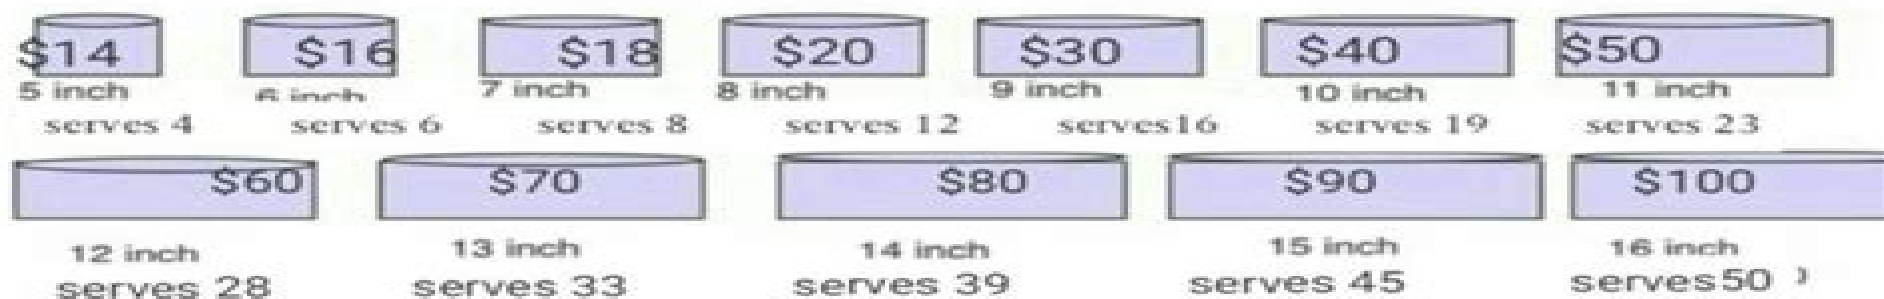 $14 $16 $18 $20 $30 $40 $50
5 inch 6 inch 7 inch 8 inch 9 inch 10 inch 11 inch
serves 4 serves 6 serves 8 serves 12 serves16 serves 19 serves 23
$60 $70 $80 $90 $100
12 inch 13 inch 14 inch 15 inch 16 inch
serves 28 serves 33 serves 39 serves 45 serves50